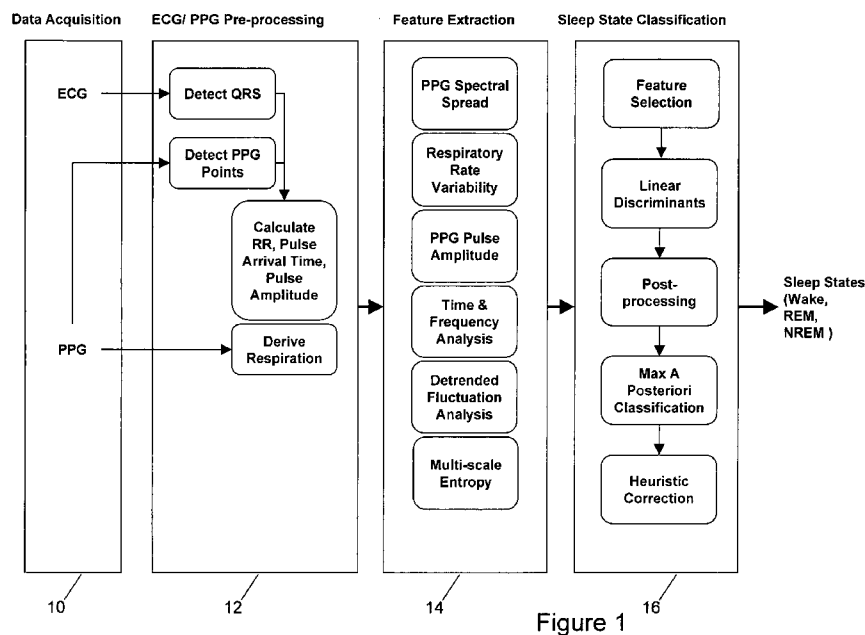 Data Acquisition
ECG/ PPG Pre-processing
Feature Extraction
Sleep State Classification
ECG
PPG
Detect QRS
Detect PPG
Points
Calculate
RR, Pulse
Arrival Time,
Pulse
Amplitude
Derive
Respiration
PPG Spectral
Spread
Respiratory
Rate
Variability
PPG Pulse
Amplitude
Time &
Frequency
Analysis
Detrended
Fluctuation
Analysis
Multi-scale
Entropy
Feature
Selection
Linear
Discriminants
Post-
processing
Max A
Posteriori
Classification
Heuristic
Correction
Sleep States
(Wake,
REM,
NREM )
10
12
14
16
Figure 1